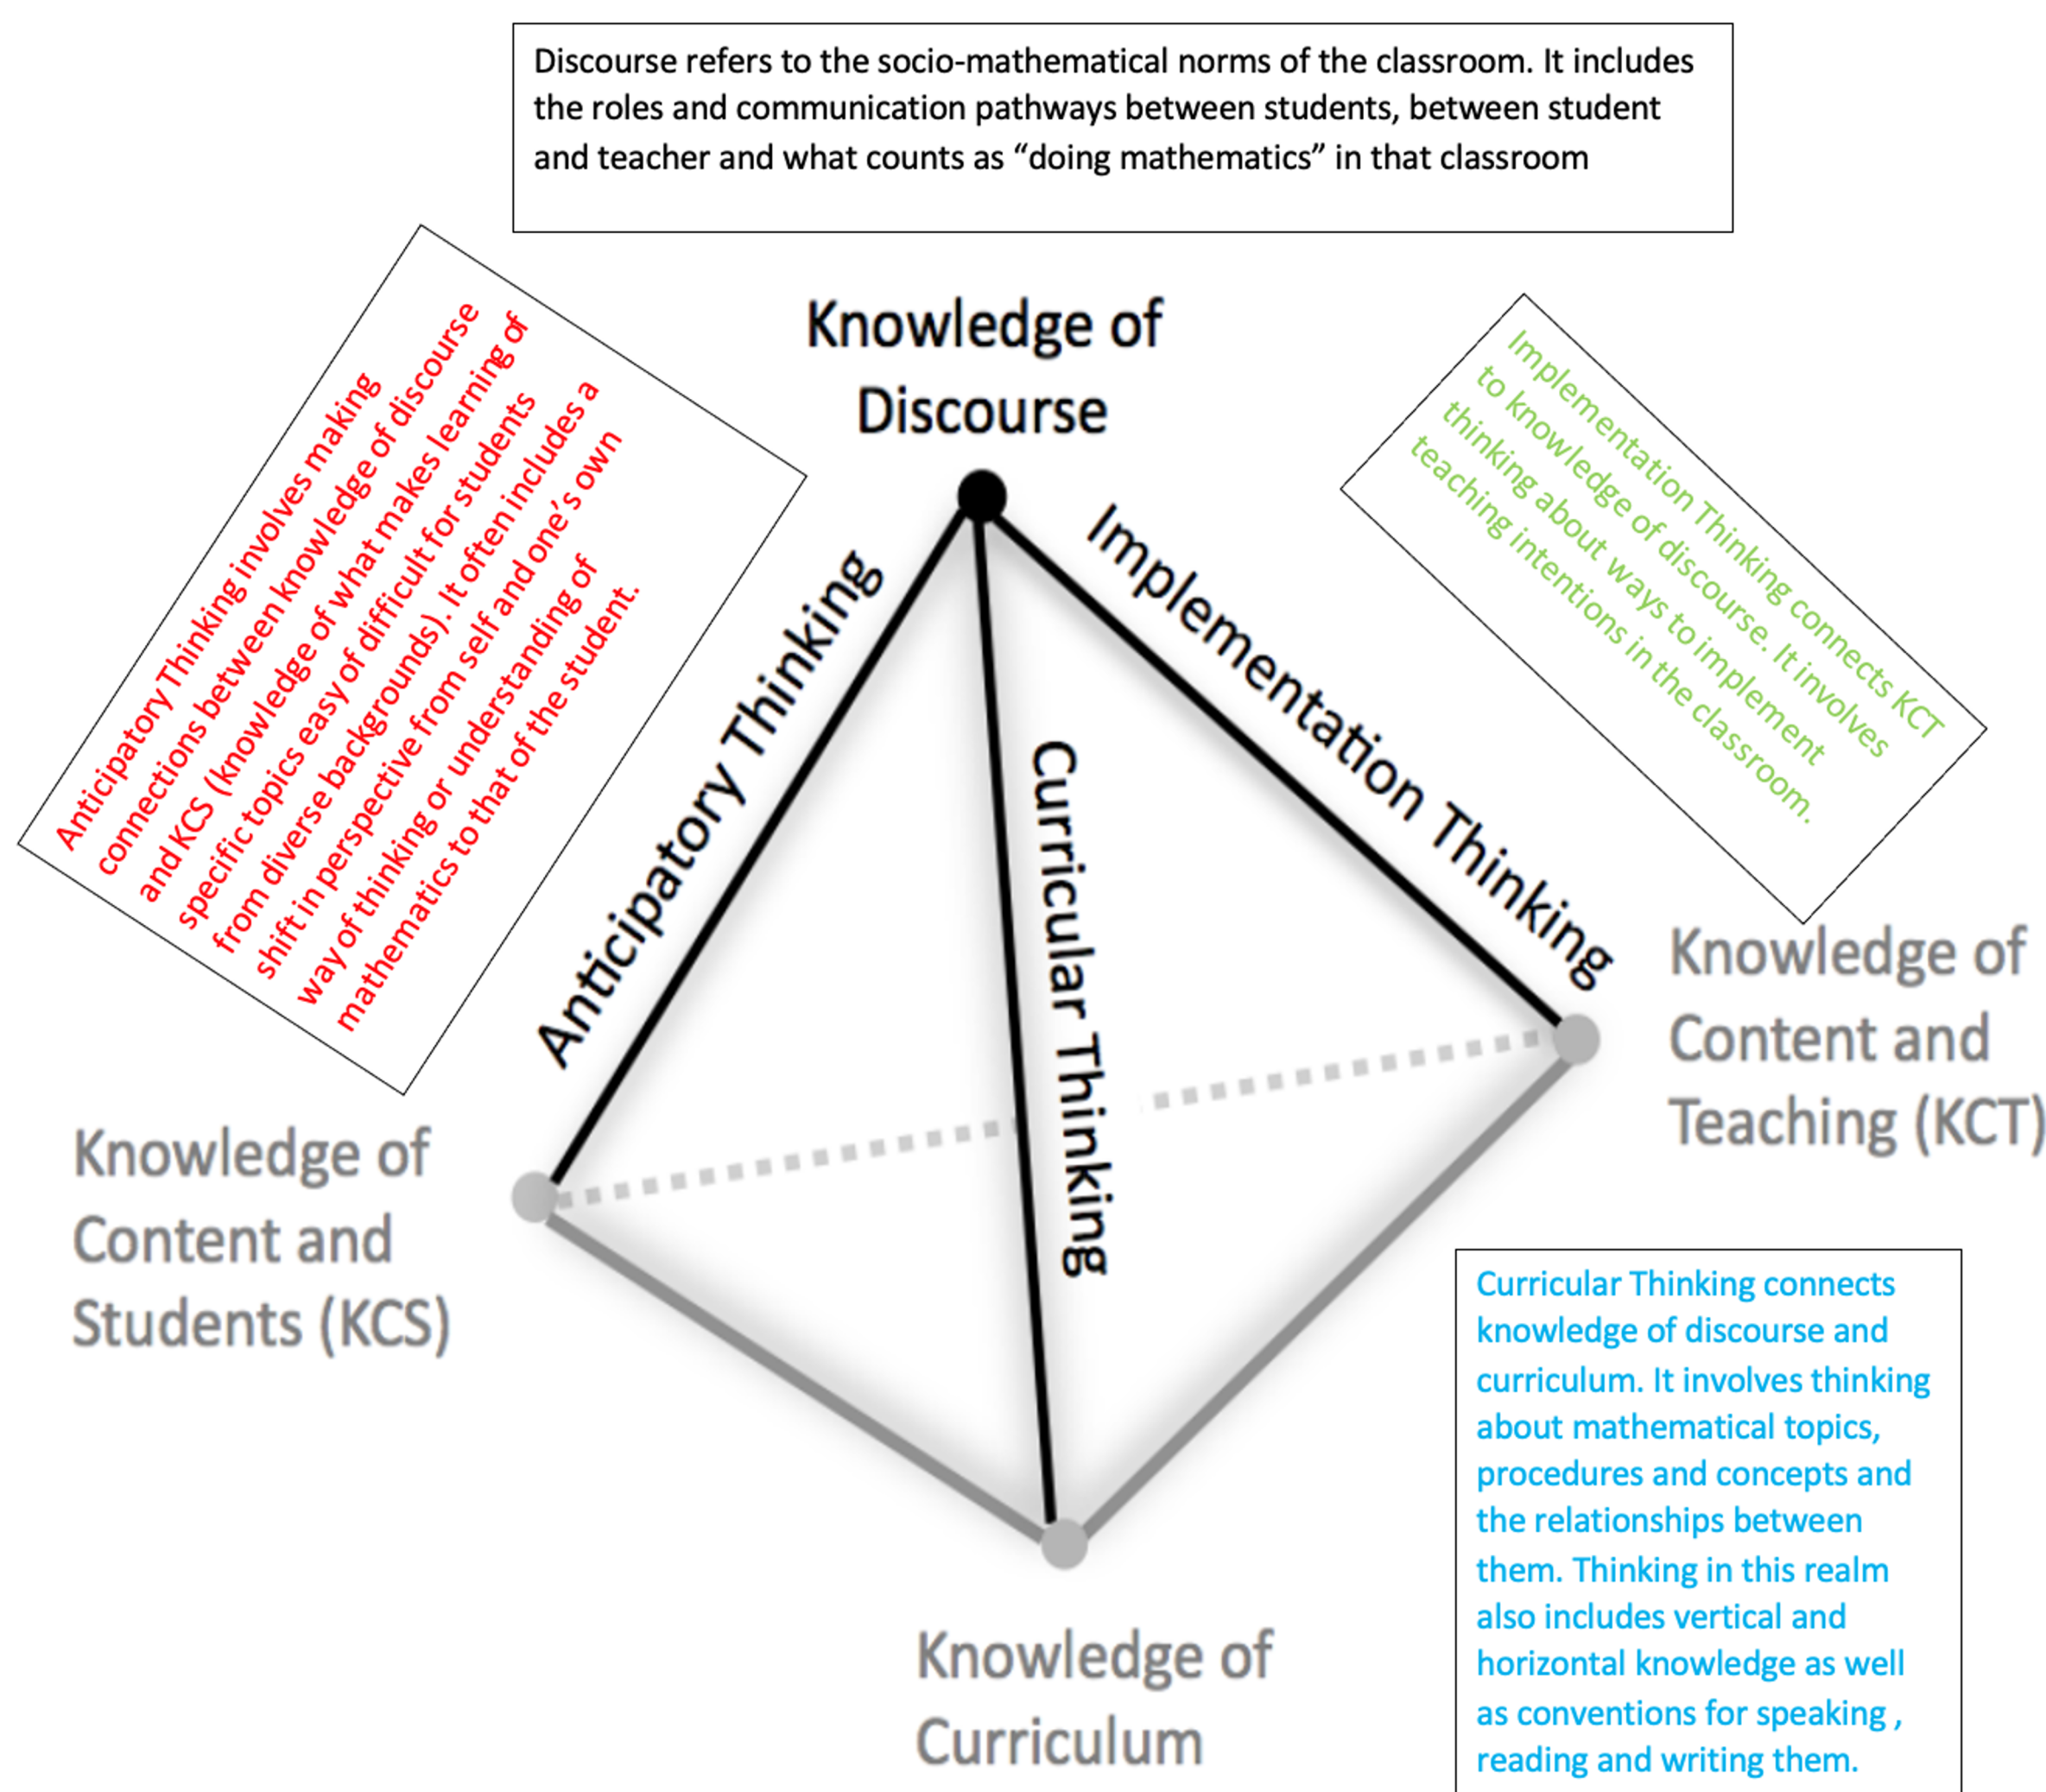 Discourse refers to the socio-mathematical norms of the classroom. It includes
the roles and communication pathways between students, between student
and teacher and what counts as “doing mathematics” in that classroom
Anticipatory Thinking involves making
connections between knowledge of discourse
and KCS (knowledge of what makes learning of
specific topics easy of difficult for students
from diverse backgrounds). It often includes a
shift in perspective from self and one’s own
way of thinking or understanding of
mathematics to that of the student.
Knowledge of
Discourse
Implementation Thinking connects KCT
to knowledge of discourse. It involves
thinking about ways to implement
teaching intentions in the classroom.
Anticipatory Thinking
Curricular Thinking
Implementation Thinking
Knowledge of
Content and
Teaching (KCT)
Knowledge of
Content and
Students (KCS)
Curricular Thinking connects
knowledge of discourse and
curriculum. It involves thinking
about mathematical topics,
procedures and concepts and
the relationships between
them. Thinking in this realm
also includes vertical and
horizontal knowledge as well
as conventions for speaking ,
reading and writing them.
Knowledge of
Curriculum